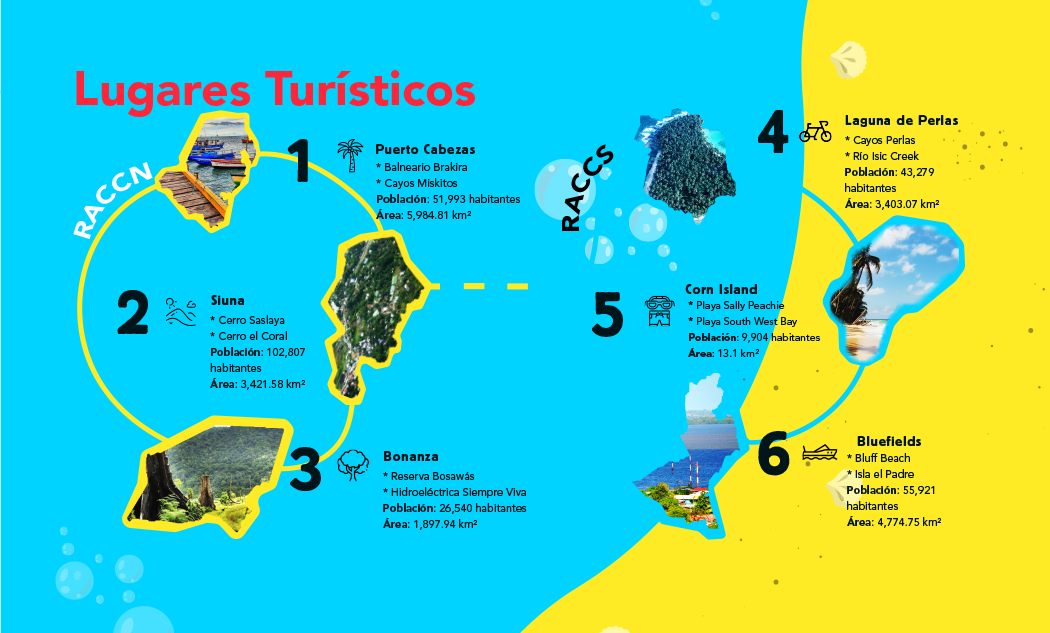 Lugares Turísticos
RACCN
1
Puerto Cabezas
* Balneario Brakira
* Cayos Miskitos
Población: 51,993 habitantes
Área: 5,984.81 km²
2
Siuna
* Cerro Saslaya
* Cerro el Coral
Población: 102,807
habitantes
Área: 3,421.58 km²
3
Bonanza
* Reserva Bosawás
* Hidroeléctrica Siempre Viva
Población: 26,540 habitantes
Área: 1,897.94 km²
RACCS
4
Laguna de Perlas
* Cayos Perlas
* Río Isic Creek
Población: 43,279
habitantes
Área: 3,403.07 km²
5
Corn Island
* Playa Sally Peachie
* Playa South West Bay
Población: 9,904 habitantes
Área: 13.1 km²
6
Bluefields
* Bluff Beach
* Isla el Padre
Población: 55,921
habitantes
Área: 4,774.75 km²